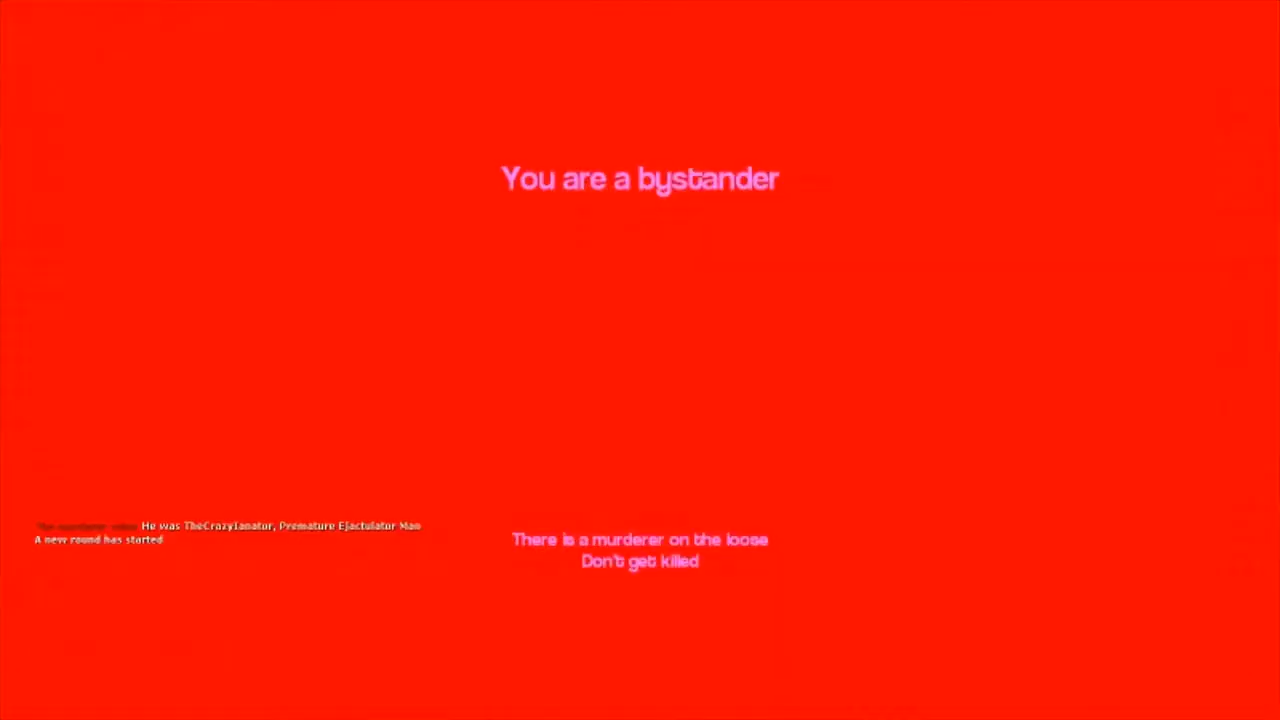 You are a bystander
He was TheCrazyTanator, Premature Ejactulator Man
A new round has started
There is a murderer on the loose
Don't get killed